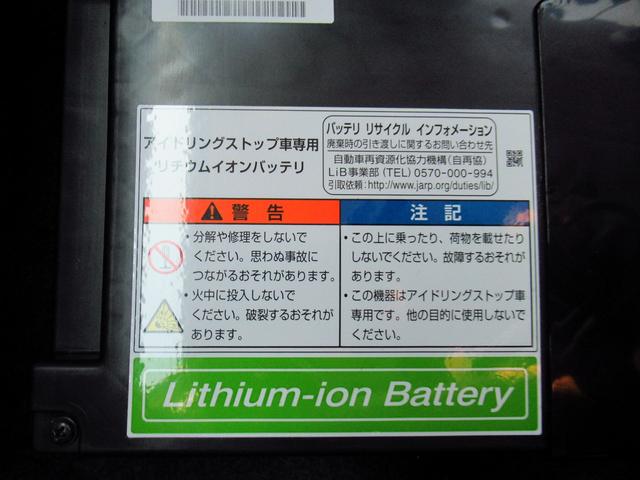 アイドリングストップ車専用
リチウムイオンバッテリ
バッテリ リサイクル インフォメーション
廃棄時の引き渡しに関するお問い合わせ先
自動車再資源化協力機構(自再協)
LiB事業部(TEL) 0570-000-994
引取依頼:http://www.jarp.org/duties/lib/
警告
・分解や修理をしないで
ください。思わぬ事故に
つながるおそれがあります。
・火中に投入しないで
ください。破裂するおそれが
あります。
注記
・この上に乗ったり、荷物を載せたり
しないでください。故障するおそれが
あります。
・この機器はアイドリングストップ車
専用です。他の目的に使用しないで
ください。
Lithium-ion Battery